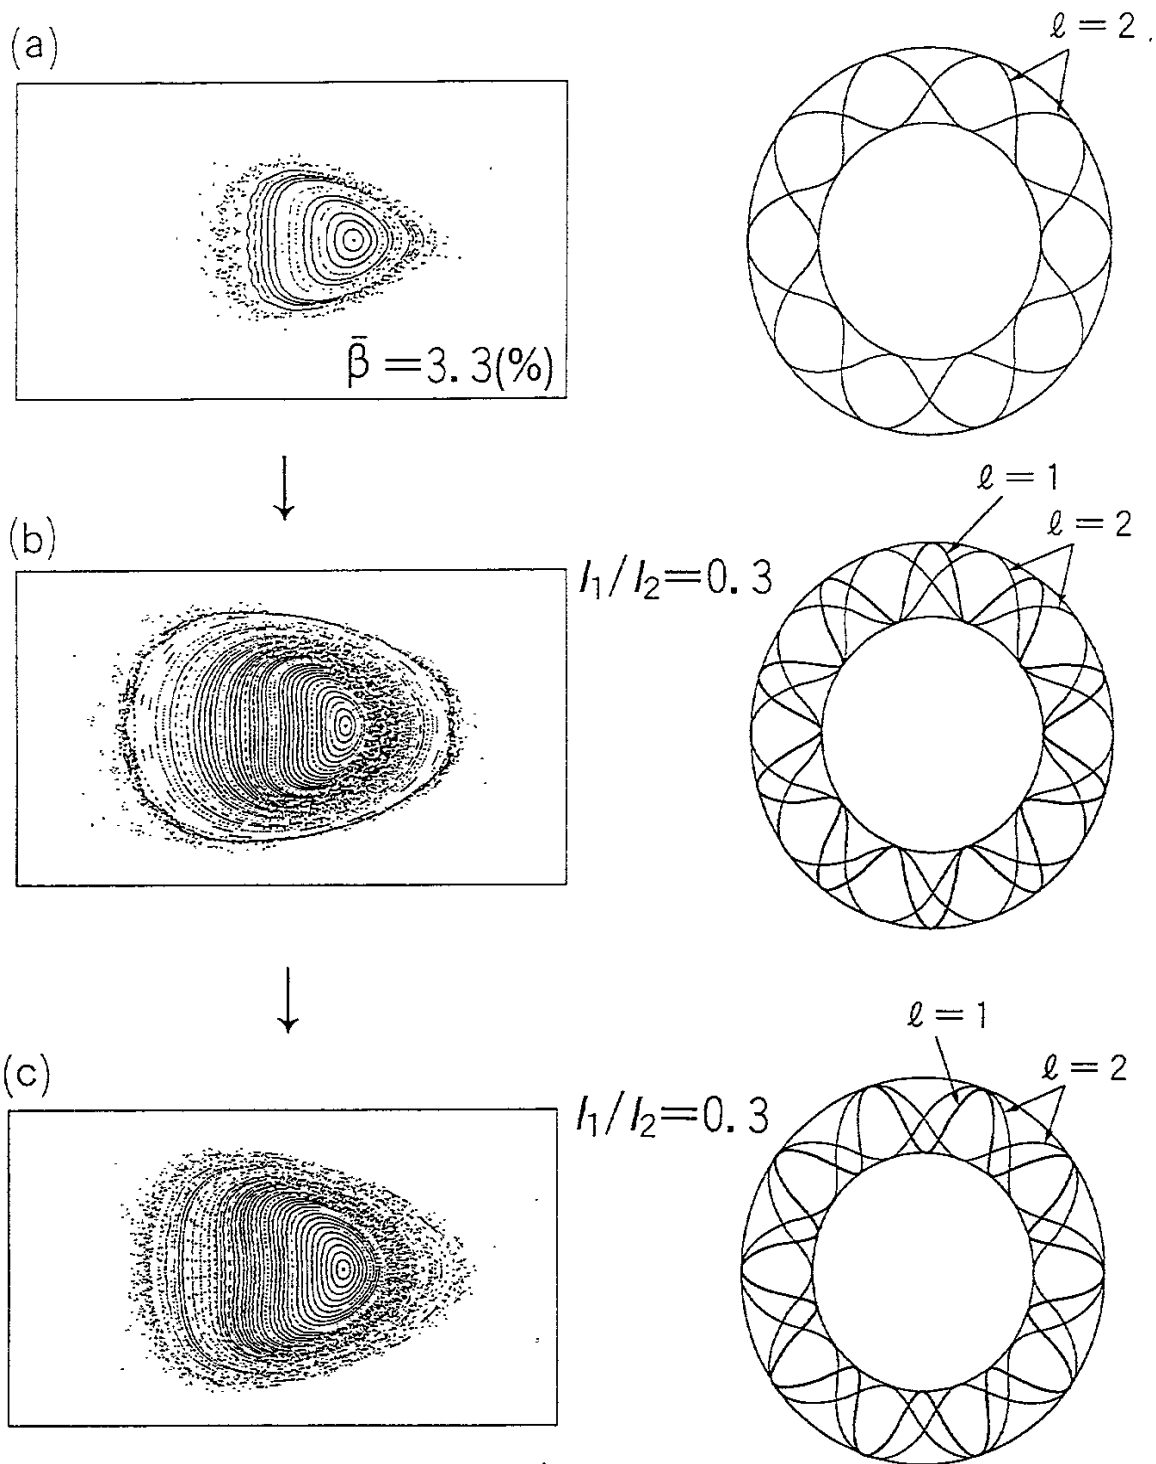 (a)
ℓ = 2
β̄ = 3.3(%)
(b)
I₁/I₂=0.3
ℓ = 1
ℓ = 2
(c)
I₁/I₂=0.3
ℓ = 1
ℓ = 2